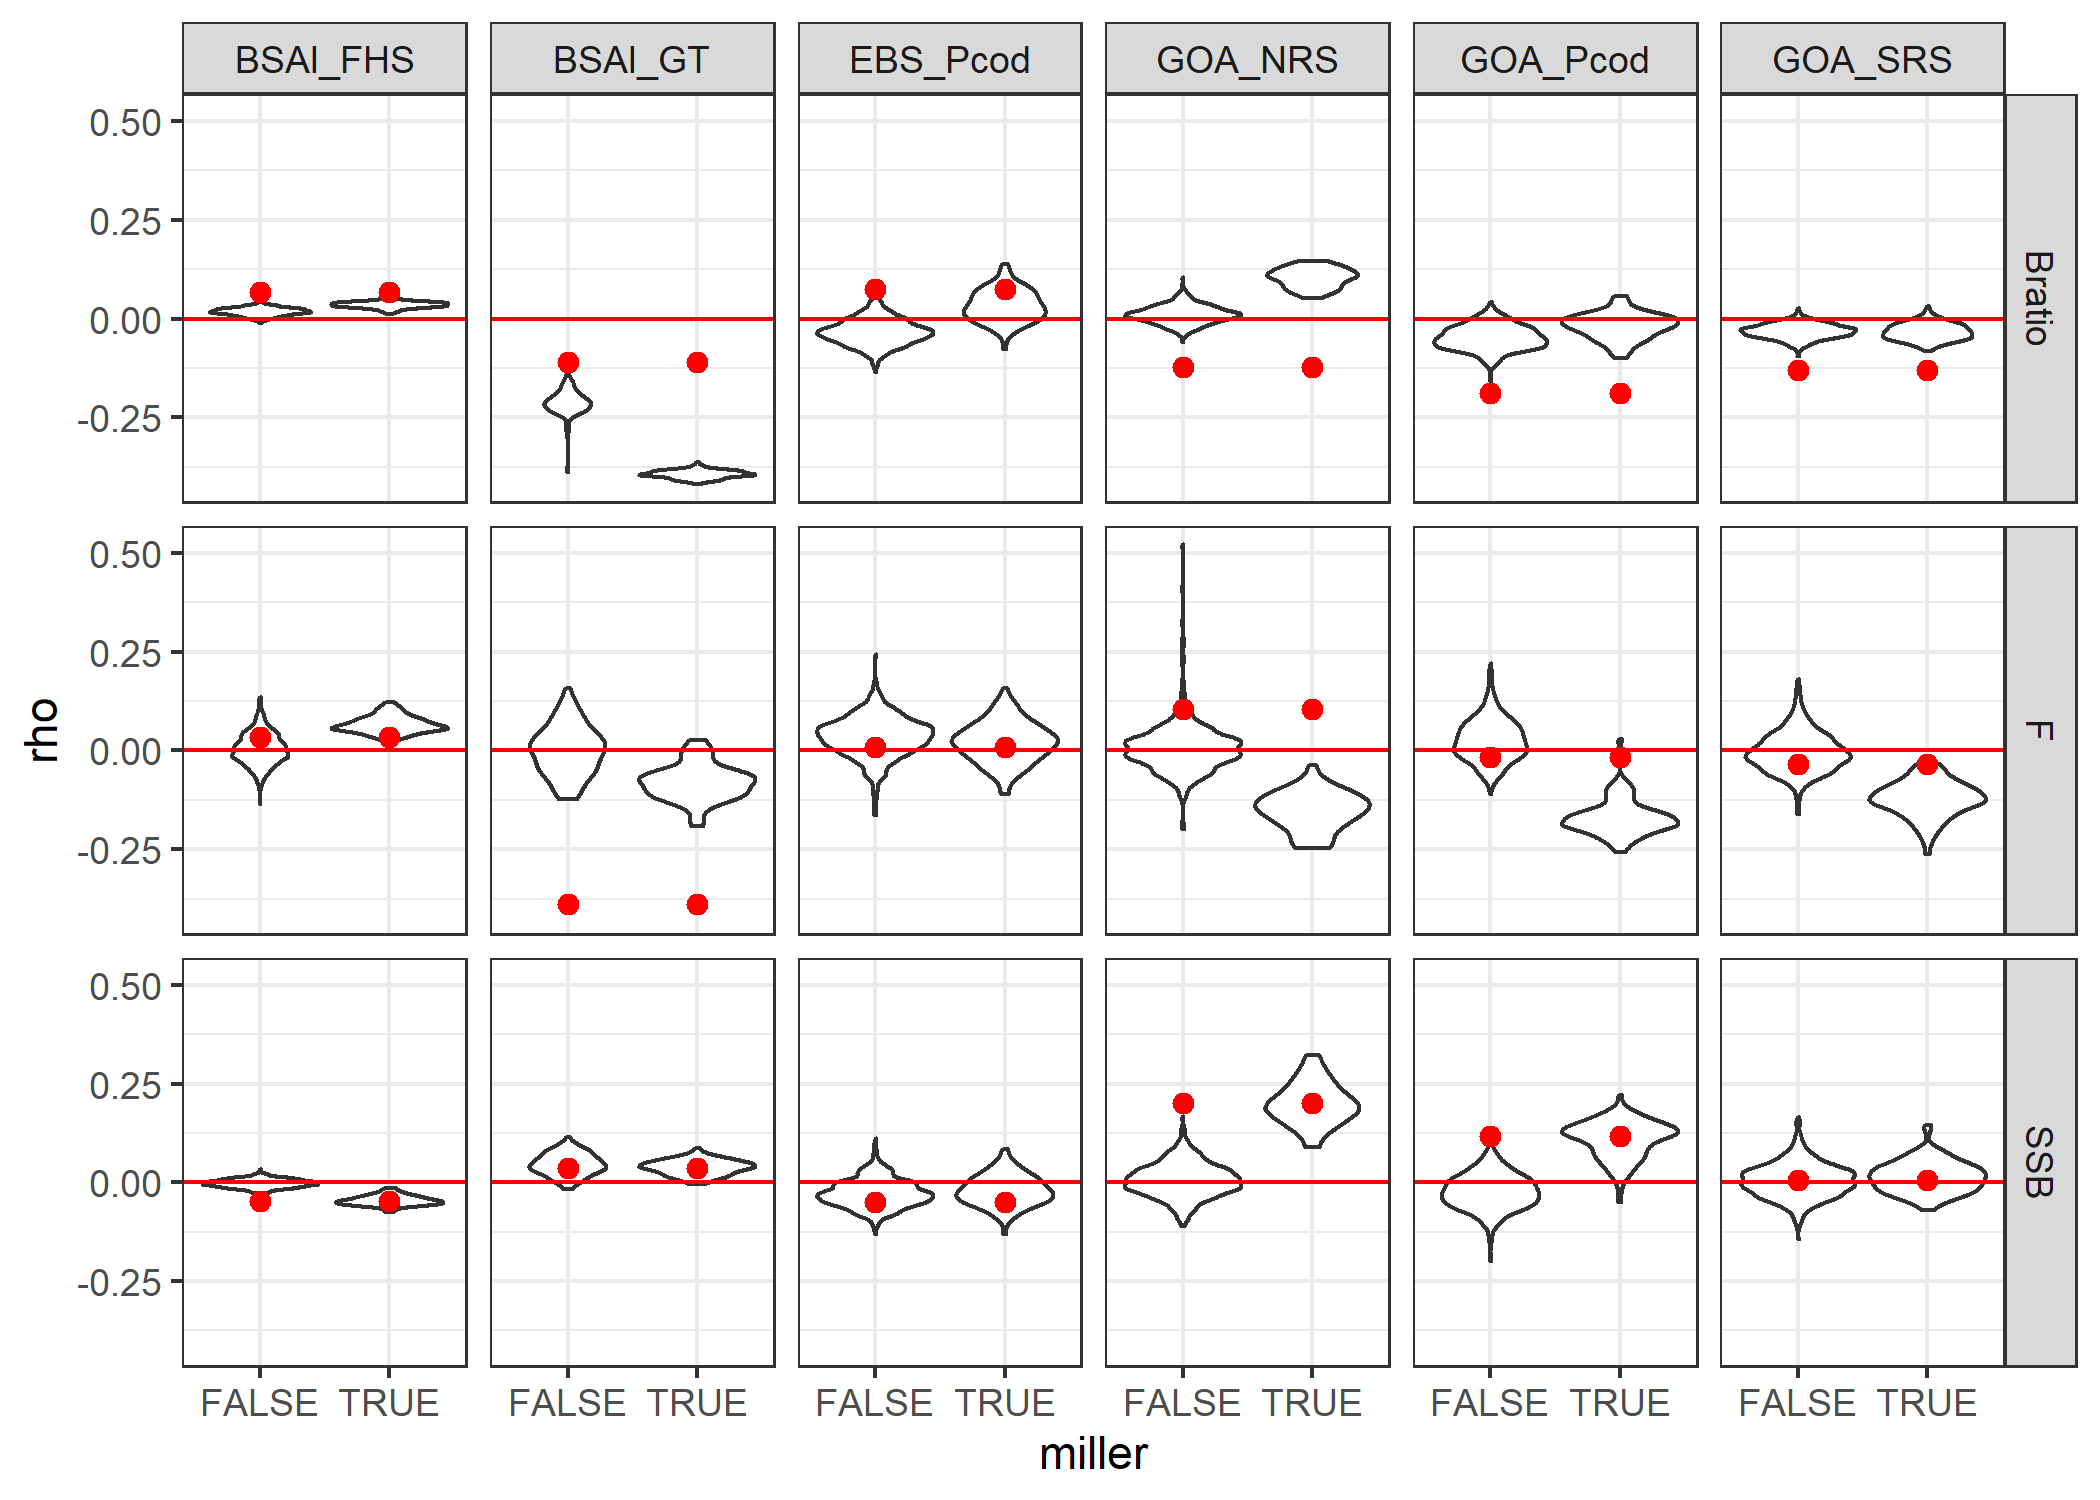 BSAI_FHS BSAI_GT EBS_Pcod GOA_NRS GOA_Pcod GOA_SRS
0.50
0.25
0.00
-0.25
Bratio
0.50
0.25
0.00
-0.25
F
rho
0.50
0.25
0.00
-0.25
SSB
FALSE TRUE FALSE TRUE FALSE TRUE FALSE TRUE FALSE TRUE FALSE TRUE
miller